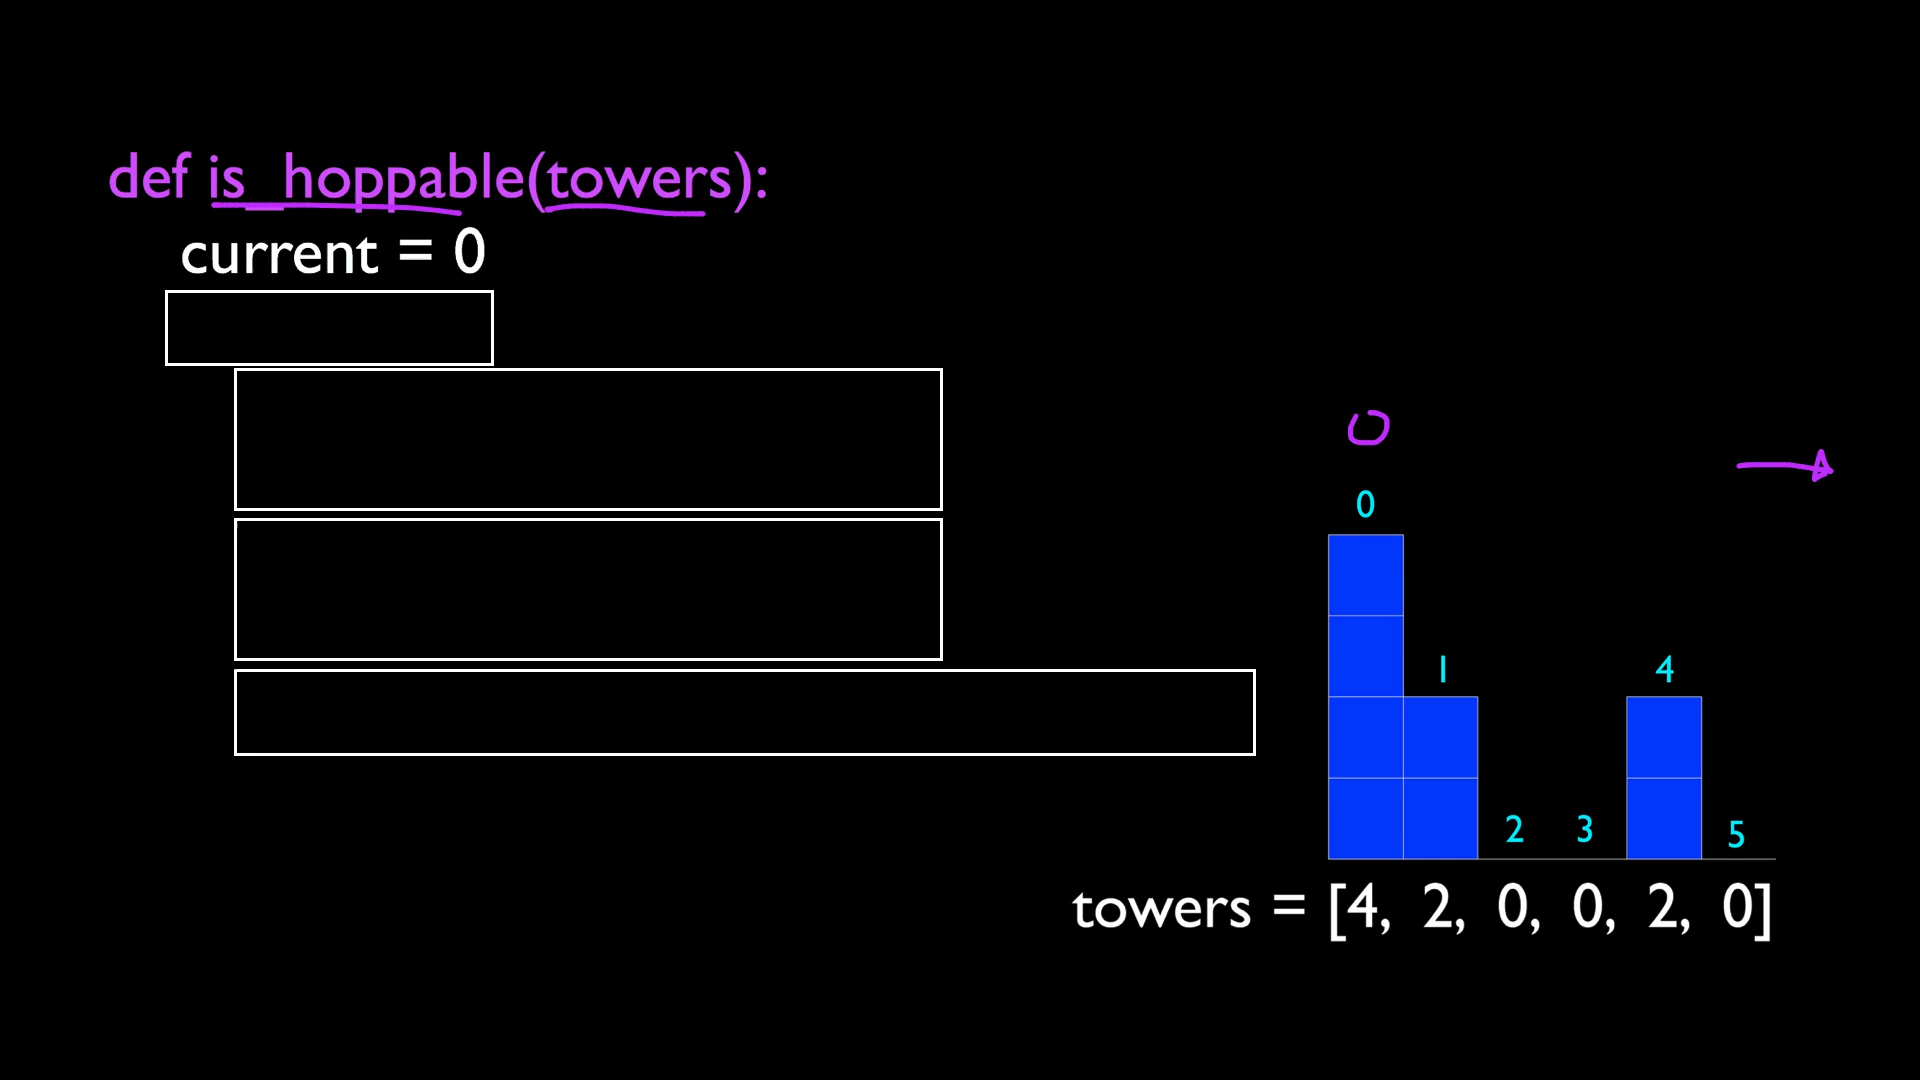 def is_hoppable(towers):
current = 0
0
0
1
4
2
3
5
towers = [4, 2, 0, 0, 2, 0]